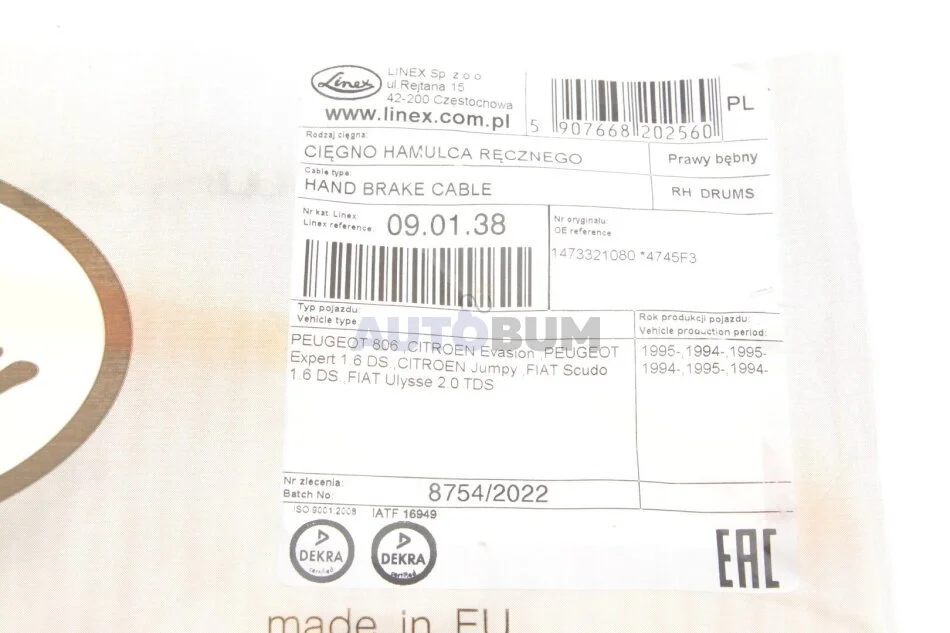 Linex
LINEX Sp. z o.o
ul.Rejtana 15
42-200 Częstochowa
www.linex.com.pl
5 907668 202560
PL
Rodzaj cięgna:
CIĘGNO HAMULCA RĘCZNEGO
Prawy bębny
Cable type:
HAND BRAKE CABLE
RH DRUMS
Nr kat. Linex:
Linex reference:
09.01.38
Nr oryginału:
OE reference
1473321080 *4745F3
Typ pojazdu:
Vehicle type:
Rok produkcji pojazdu:
Vehicle production period:
AUTOBUM
PEUGEOT 806 ,CITROEN Evasion ,PEUGEOT
Expert 1.6 DS ,CITROEN Jumpy ,FIAT Scudo
1.6 DS ,FIAT Ulysse 2.0 TDS
1995-,1994-,1995-
1994-,1995-,1994-
Nr zlecenia:
Batch No:
8754/2022
ISO 9001:2008 IATF 16949
DEKRA
certified
DEKRA
certified
EAC
made in EU